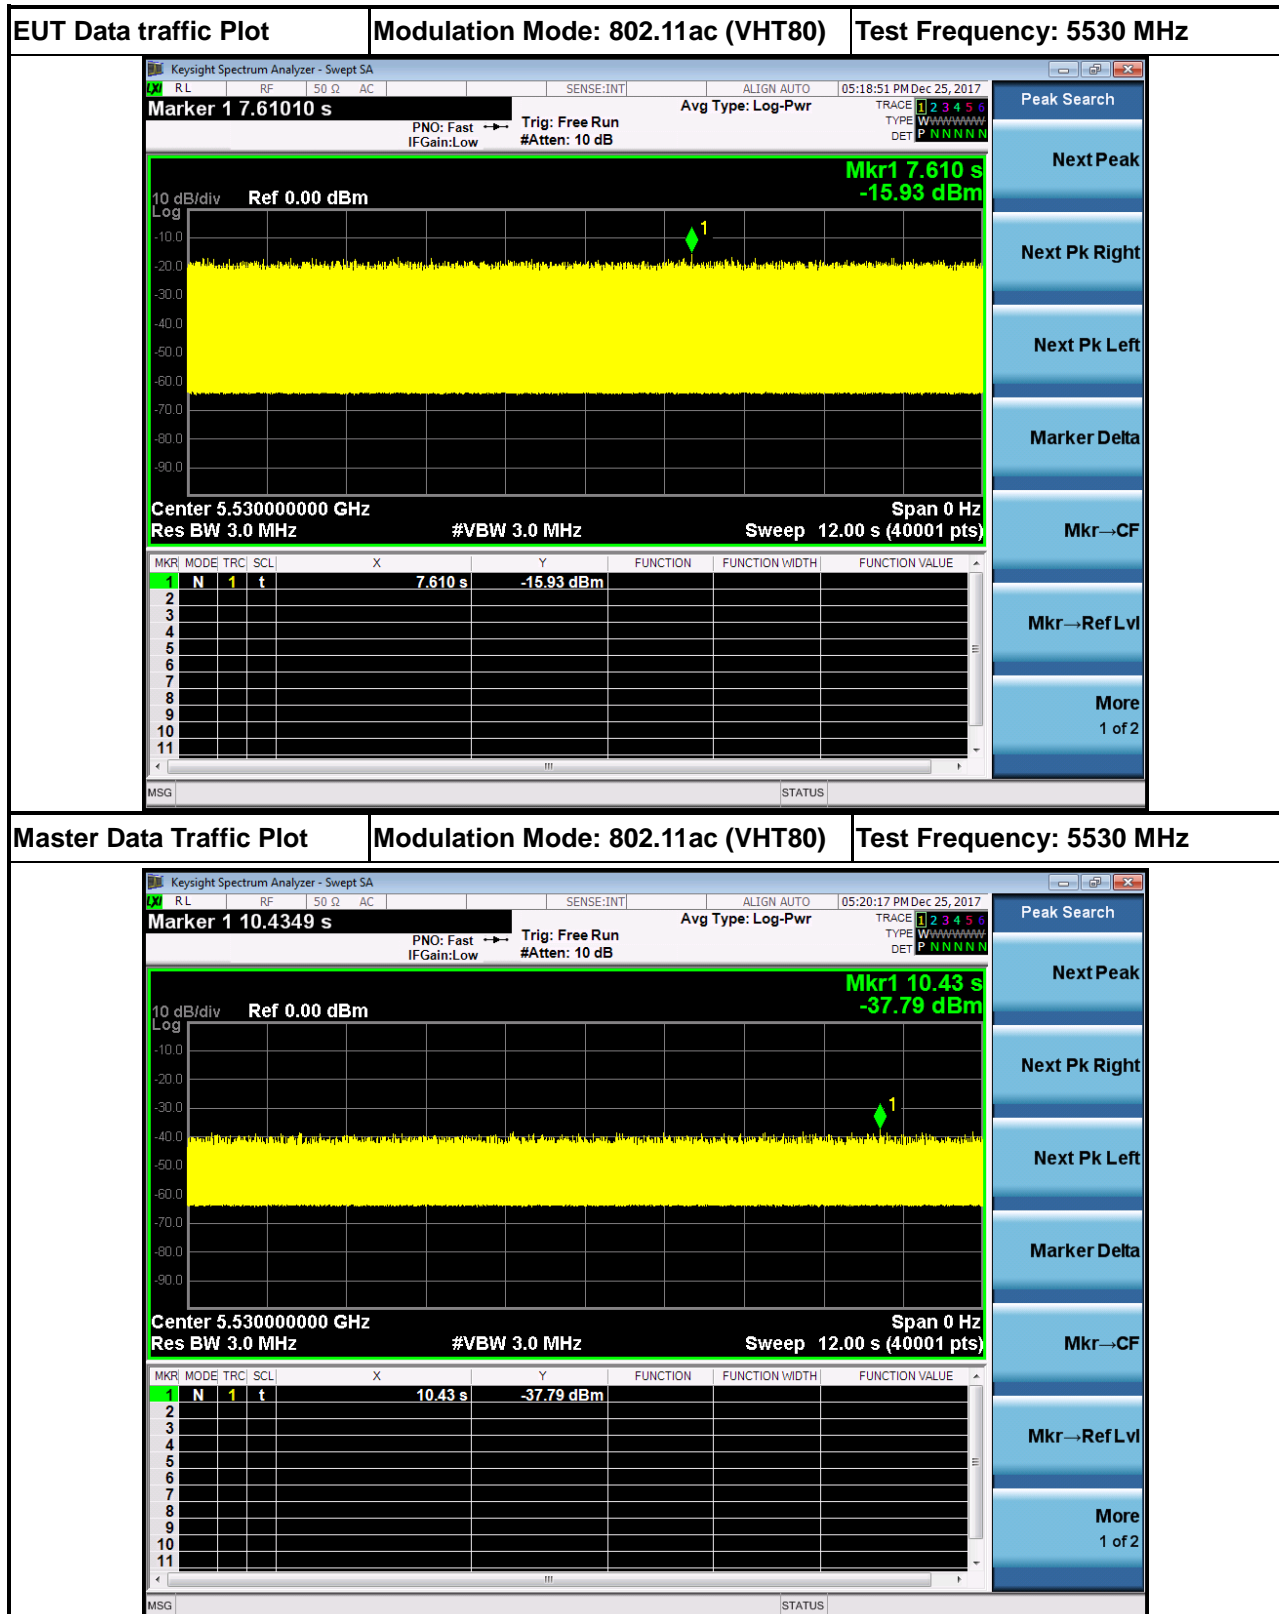 EUT Data traffic Plot Modulation Mode: 802.11ac (VHT80) Test Frequency: 5530 MHz
Keysight Spectrum Analyzer - Swept SA
LXI RL RF 50 Ω AC SENSE:INT ALIGN AUTO 05:18:51 PM Dec 25, 2017
Marker 1 7.61010 s
PNO: Fast
IFGain:Low
Trig: Free Run
#Atten: 10 dB
Avg Type: Log-Pwr
TRACE 1 2 3 4 5 6
TYPE WWWWWW
DET P N N N N N
Mkr1 7.610 s
-15.93 dBm
10 dB/div Ref 0.00 dBm
Log
-10.0
-20.0
-30.0
-40.0
-50.0
-60.0
-70.0
-80.0
-90.0
1
Center 5.530000000 GHz Span 0 Hz
Res BW 3.0 MHz #VBW 3.0 MHz Sweep 12.00 s (40001 pts)
MKR MODE TRC SCL X Y FUNCTION FUNCTION WIDTH FUNCTION VALUE
1 N 1 t 7.610 s -15.93 dBm
2
3
4
5
6
7
8
9
10
11
MSG STATUS
Peak Search
Next Peak
Next Pk Right
Next Pk Left
Marker Delta
Mkr→CF
Mkr→Ref Lvl
More
1 of 2
Master Data Traffic Plot Modulation Mode: 802.11ac (VHT80) Test Frequency: 5530 MHz
Keysight Spectrum Analyzer - Swept SA
LXI RL RF 50 Ω AC SENSE:INT ALIGN AUTO 05:20:17 PM Dec 25, 2017
Marker 1 10.4349 s
PNO: Fast
IFGain:Low
Trig: Free Run
#Atten: 10 dB
Avg Type: Log-Pwr
TRACE 1 2 3 4 5 6
TYPE WWWWWW
DET P N N N N N
Mkr1 10.43 s
-37.79 dBm
10 dB/div Ref 0.00 dBm
Log
-10.0
-20.0
-30.0
-40.0
-50.0
-60.0
-70.0
-80.0
-90.0
1
Center 5.530000000 GHz Span 0 Hz
Res BW 3.0 MHz #VBW 3.0 MHz Sweep 12.00 s (40001 pts)
MKR MODE TRC SCL X Y FUNCTION FUNCTION WIDTH FUNCTION VALUE
1 N 1 t 10.43 s -37.79 dBm
2
3
4
5
6
7
8
9
10
11
MSG STATUS
Peak Search
Next Peak
Next Pk Right
Next Pk Left
Marker Delta
Mkr→CF
Mkr→Ref Lvl
More
1 of 2